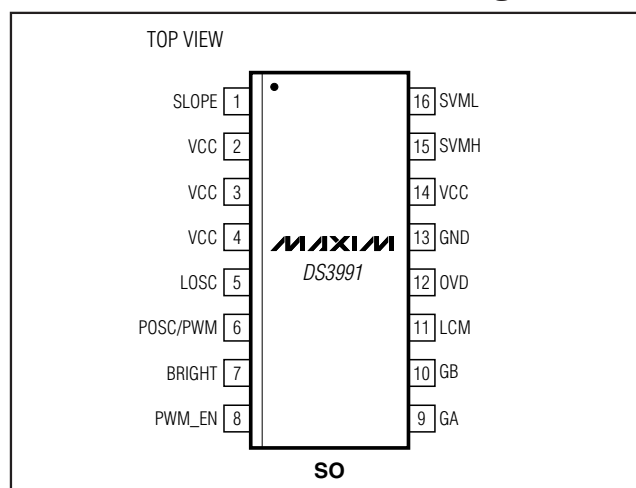 TOP VIEW
SLOPE 1
VCC 2
VCC 3
VCC 4
LOSC 5
POSC/PWM 6
BRIGHT 7
PWM_EN 8
MAXIM
DS3991
16 SVML
15 SVMH
14 VCC
13 GND
12 OVD
11 LCM
10 GB
9 GA
SO